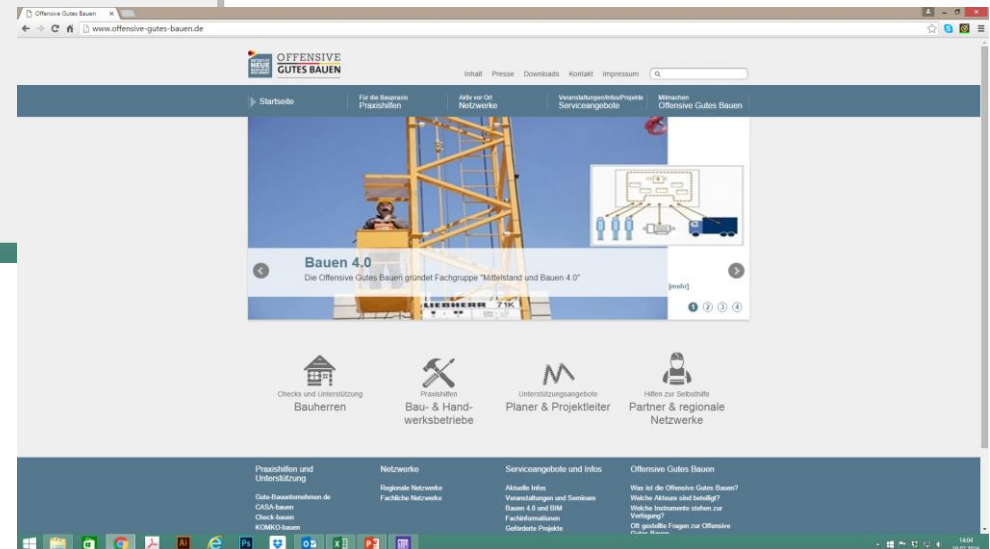 Offensive Gutes Bauen
www.offensive-gutes-bauen.de
OFFENSIVE
GUTES BAUEN
NEUE
Inhalt Presse Downloads Kontakt Impressum
Startseite
Für die Baupraxis
Praxishilfen
Aktiv vor Ort
Netzwerke
Veranstaltungen/Infos/Projekte
Serviceangebote
Mitmachen
Offensive Gutes Bauen
Bauen 4.0
Die Offensive Gutes Bauen gründet Fachgruppe "Mittelstand und Bauen 4.0"
[mehr]
LIEBHERR 71K
1 2 3 4
Checks und Unterstützung
Bauherren
Praxishilfen
Bau- & Hand-
werksbetriebe
Unterstützungsangebote
Planer & Projektleiter
Hilfen zur Selbsthilfe
Partner & regionale
Netzwerke
Praxishilfen und
Unterstützung
Gute-Bauunternehmen.de
CASA-bauen
Check-bauen
KOMKO-bauen
Netzwerke
Regionale Netzwerke
Fachliche Netzwerke
Serviceangebote und Infos
Aktuelle Infos
Veranstaltungen und Seminare
Bauen 4.0 und BIM
Fachinformationen
Geförderte Projekte
Offensive Gutes Bauen
Was ist die Offensive Gutes Bauen?
Welche Akteure sind beteiligt?
Welche Instrumente stehen zur
Verfügung?
Oft gestellte Fragen zur Offensive
Gutes Bauen
14:04